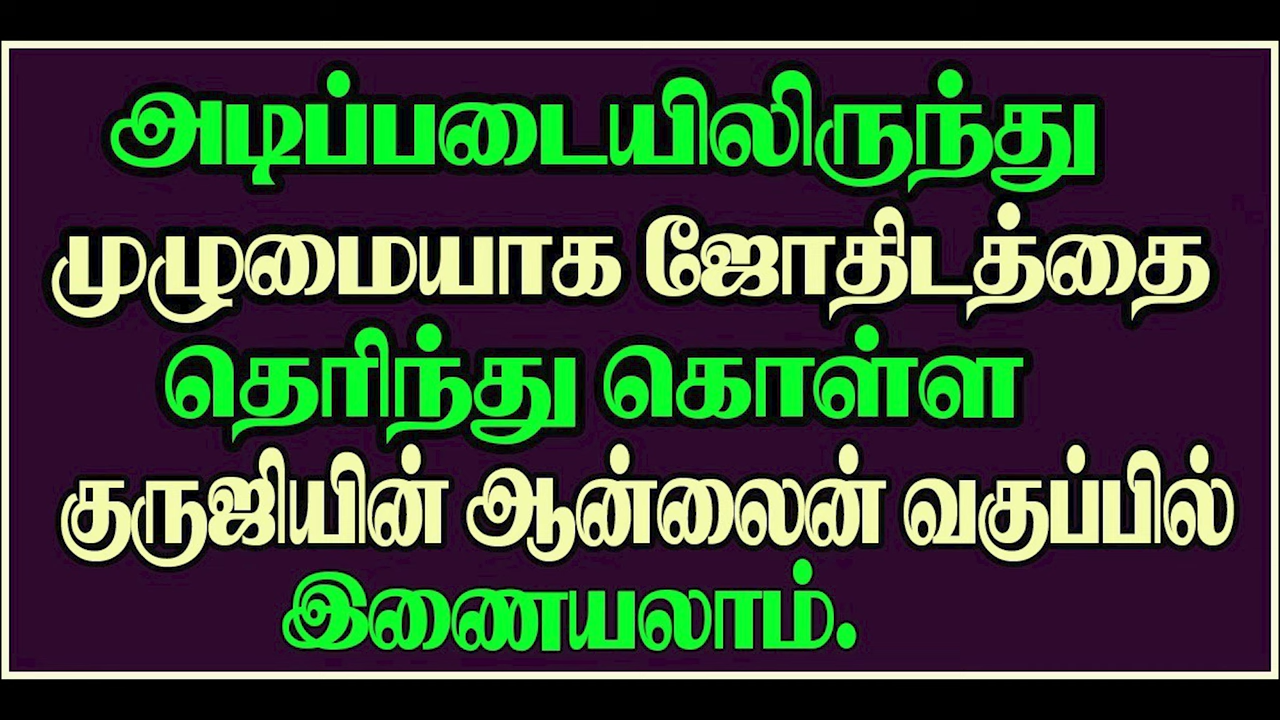 அடிப்படையிலிருந்து
முழுமையாக ஜோதிடத்தை
தெரிந்து கொள்ள
குருஜியின் ஆன்லைன் வகுப்பில்
இணையலாம்.